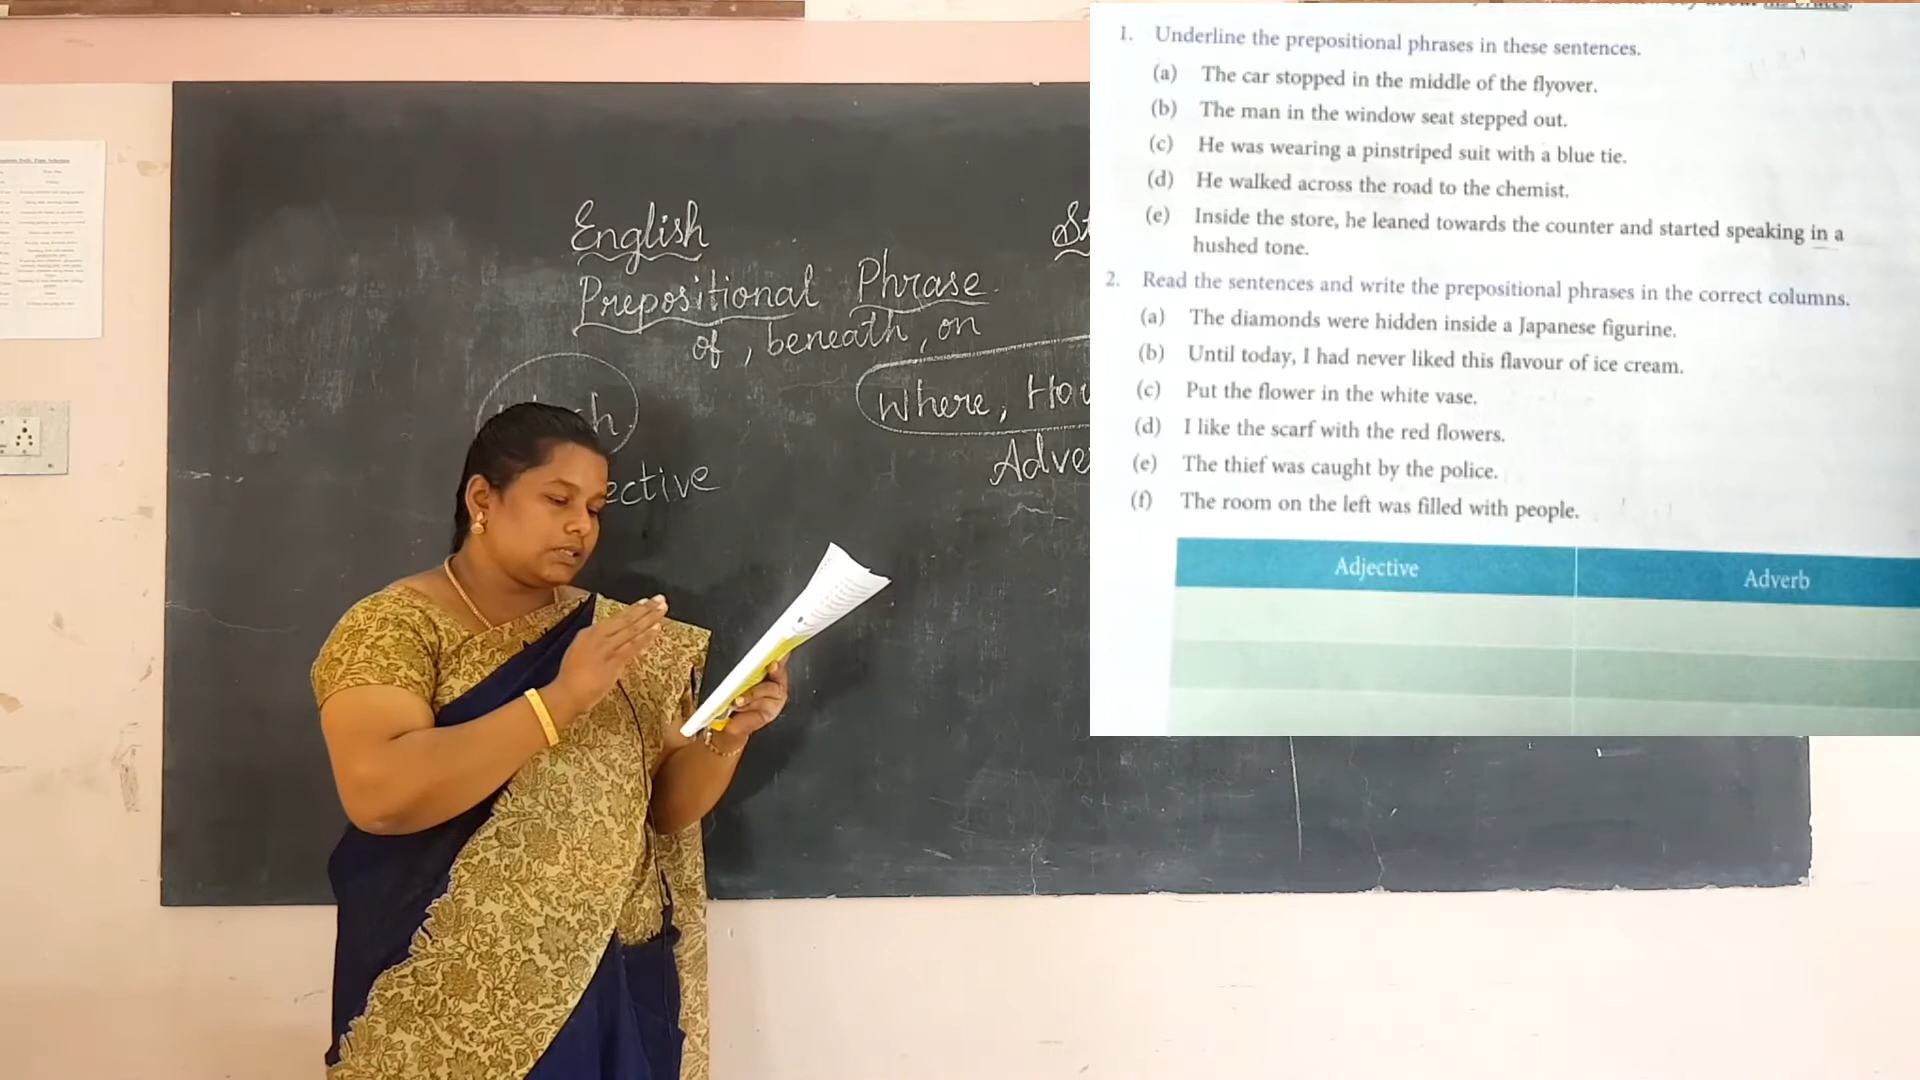 English
Prepositional Phrase
of, beneath, on
Where,
1. Underline the prepositional phrases in these sentences.
(a) The car stopped in the middle of the flyover.
(b) The man in the window seat stepped out.
(c) He was wearing a pinstriped suit with a blue tie.
(d) He walked across the road to the chemist.
(e) Inside the store, he leaned towards the counter and started speaking in a
hushed tone.
2. Read the sentences and write the prepositional phrases in the correct columns.
(a) The diamonds were hidden inside a Japanese figurine.
(b) Until today, I had never liked this flavour of ice cream.
(c) Put the flower in the white vase.
(d) I like the scarf with the red flowers.
(e) The thief was caught by the police.
(f) The room on the left was filled with people.
Adjective Adverb